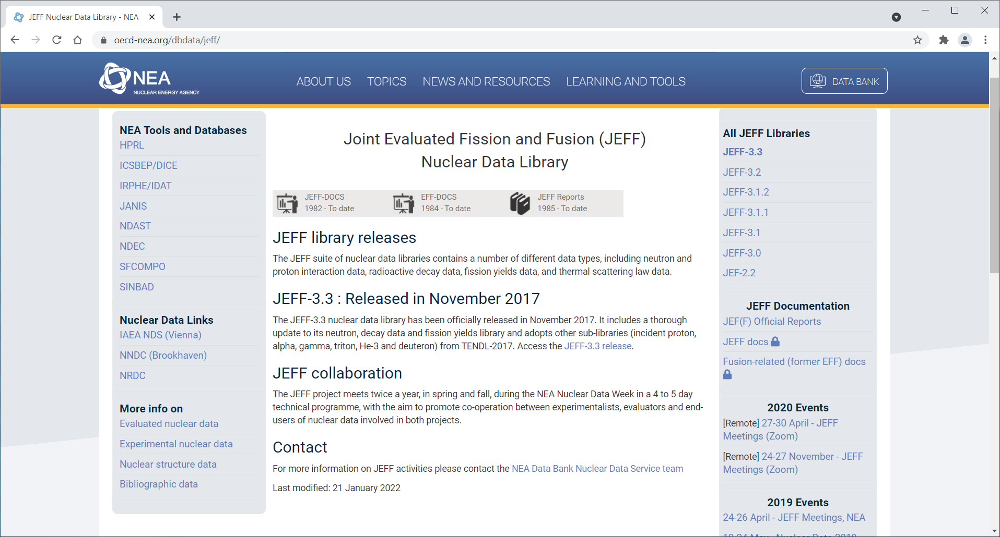 JEFF Nuclear Data Library - NEA
oecd-nea.org/dbdata/jeff/
NEA
NUCLEAR ENERGY AGENCY
ABOUT US TOPICS NEWS AND RESOURCES LEARNING AND TOOLS
DATA BANK
NEA Tools and Databases
HPRL
ICSBEP/DICE
IRPHE/IDAT
JANIS
NDAST
NDEC
SFCOMPO
SINBAD
Nuclear Data Links
IAEA NDS (Vienna)
NNDC (Brookhaven)
NRDC
More info on
Evaluated nuclear data
Experimental nuclear data
Nuclear structure data
Bibliographic data
Joint Evaluated Fission and Fusion (JEFF)
Nuclear Data Library
JEFF-DOCS
1982 - To date
EFF-DOCS
1984 - To date
JEFF Reports
1985 - To date
JEFF library releases
The JEFF suite of nuclear data libraries contains a number of different data types, including neutron and
proton interaction data, radioactive decay data, fission yields data, and thermal scattering law data.
JEFF-3.3 : Released in November 2017
The JEFF-3.3 nuclear data library has been officially released in November 2017. It includes a thorough
update to its neutron, decay data and fission yields library and adopts other sub-libraries (incident proton,
alpha, gamma, triton, He-3 and deuteron) from TENDL-2017. Access the JEFF-3.3 release.
JEFF collaboration
The JEFF project meets twice a year, in spring and fall, during the NEA Nuclear Data Week in a 4 to 5 day
technical programme, with the aim to promote co-operation between experimentalists, evaluators and end-
users of nuclear data involved in both projects.
Contact
For more information on JEFF activities please contact the NEA Data Bank Nuclear Data Service team
Last modified: 21 January 2022
All JEFF Libraries
JEFF-3.3
JEFF-3.2
JEFF-3.1.2
JEFF-3.1.1
JEFF-3.1
JEFF-3.0
JEF-2.2
JEFF Documentation
JEF(F) Official Reports
JEFF docs
Fusion-related (former EFF) docs
2020 Events
[Remote] 27-30 April - JEFF
Meetings (Zoom)
[Remote] 24-27 November - JEFF
Meetings (Zoom)
2019 Events
24-26 April - JEFF Meetings, NEA